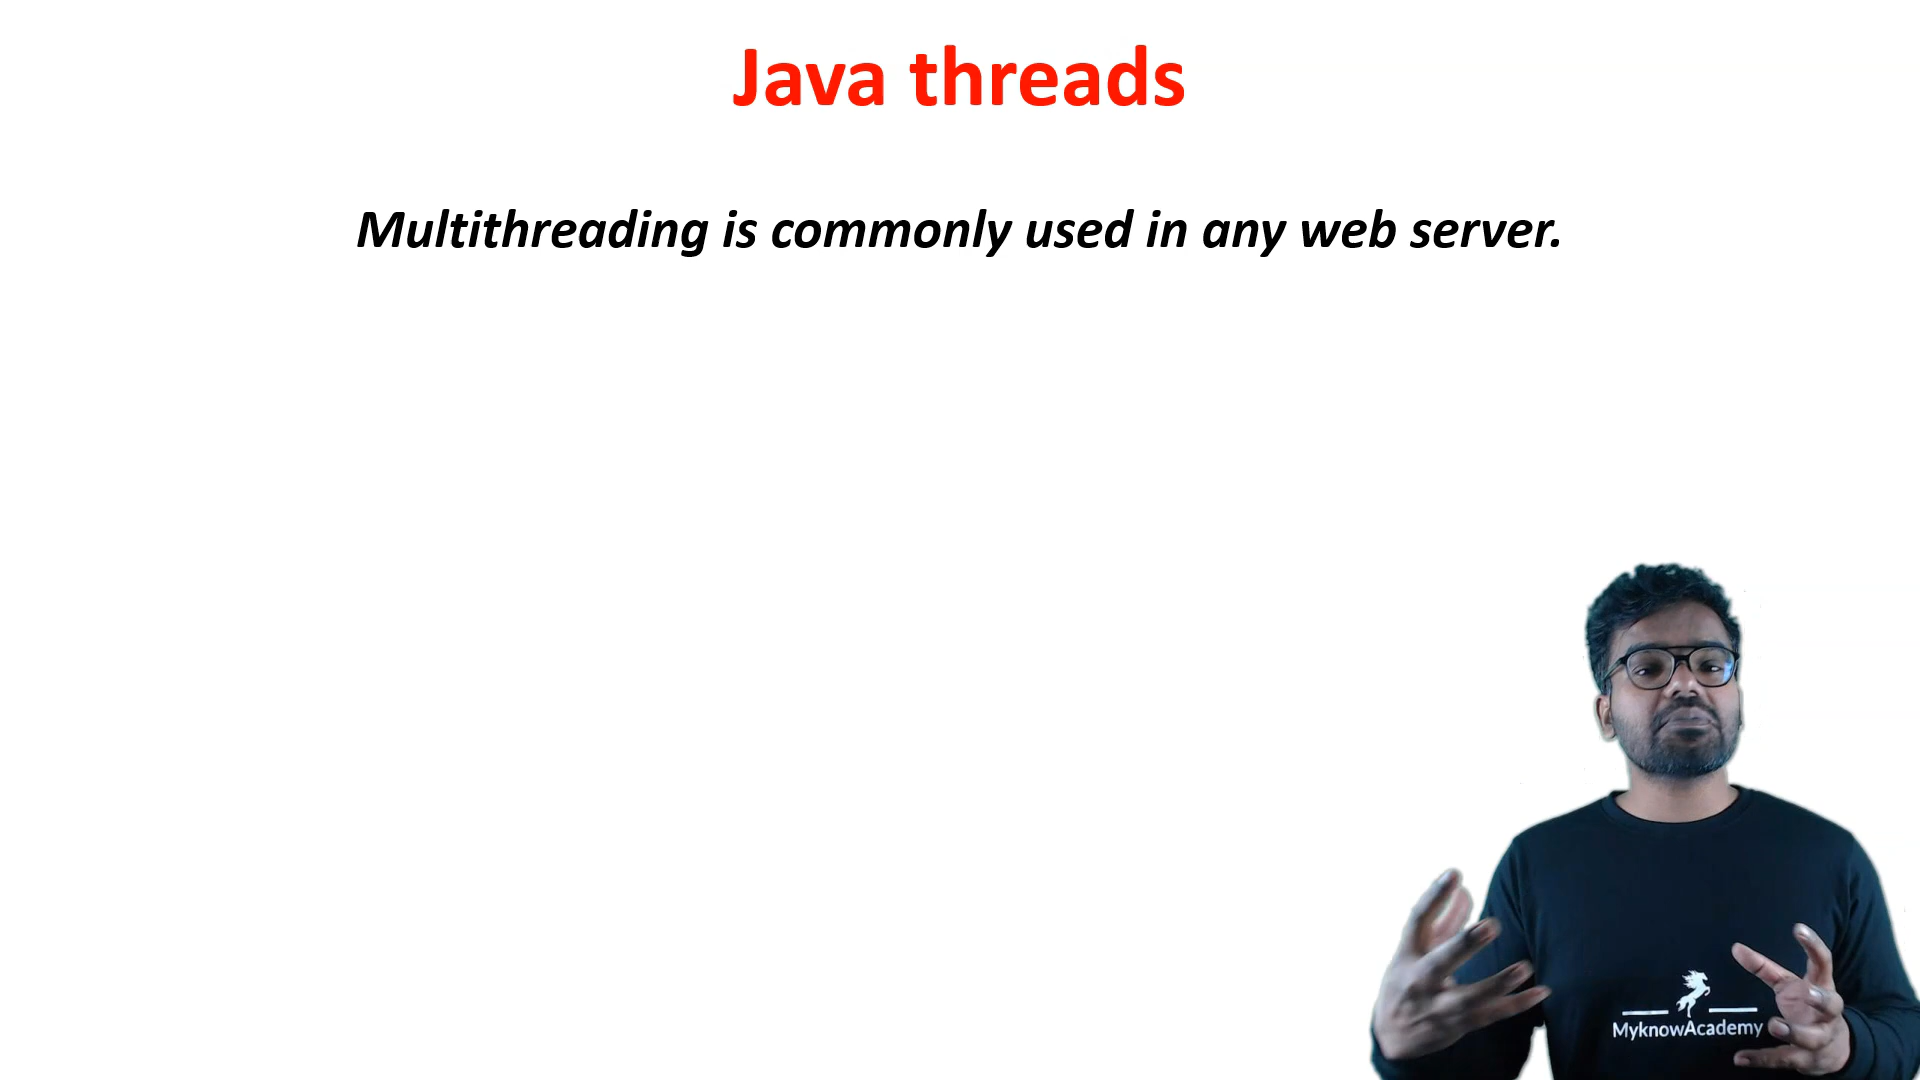 Java threads
Multithreading is commonly used in any web server.
MyknowAcademy